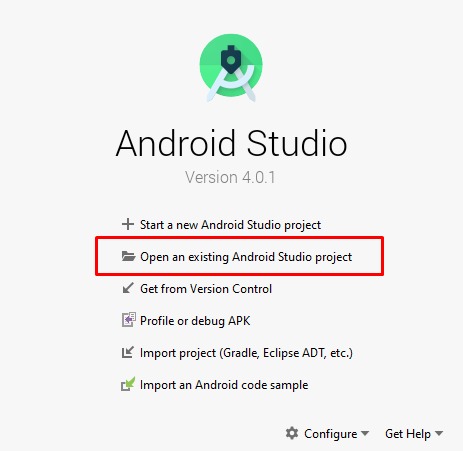 Android Studio
Version 4.0.1
Start a new Android Studio project
Open an existing Android Studio project
Get from Version Control
Profile or debug APK
Import project (Gradle, Eclipse ADT, etc.)
Import an Android code sample
Configure Get Help